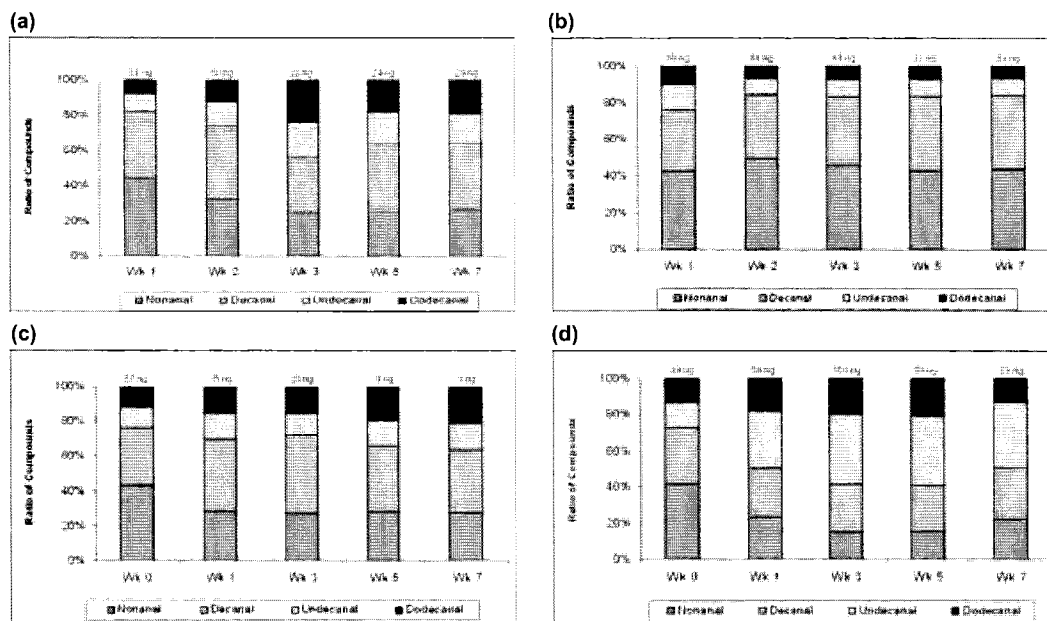 (a)
100%
80%
60%
40%
20%
0%
Ratio of Compounds
Wk 1 Wk 2 Wk 3 Wk 5 Wk 7
Nonanal Decanal Undecanal Dodecanal
(b)
100%
80%
60%
40%
20%
0%
Ratio of Compounds
Wk 1 Wk 2 Wk 3 Wk 5 Wk 7
Nonanal Decanal Undecanal Dodecanal
(c)
100%
80%
60%
40%
20%
0%
Ratio of Compounds
Wk 0 Wk 1 Wk 3 Wk 5 Wk 7
Nonanal Decanal Undecanal Dodecanal
(d)
100%
80%
60%
40%
20%
0%
Ratio of Compounds
Wk 0 Wk 1 Wk 3 Wk 5 Wk 7
Nonanal Decanal Undecanal Dodecanal